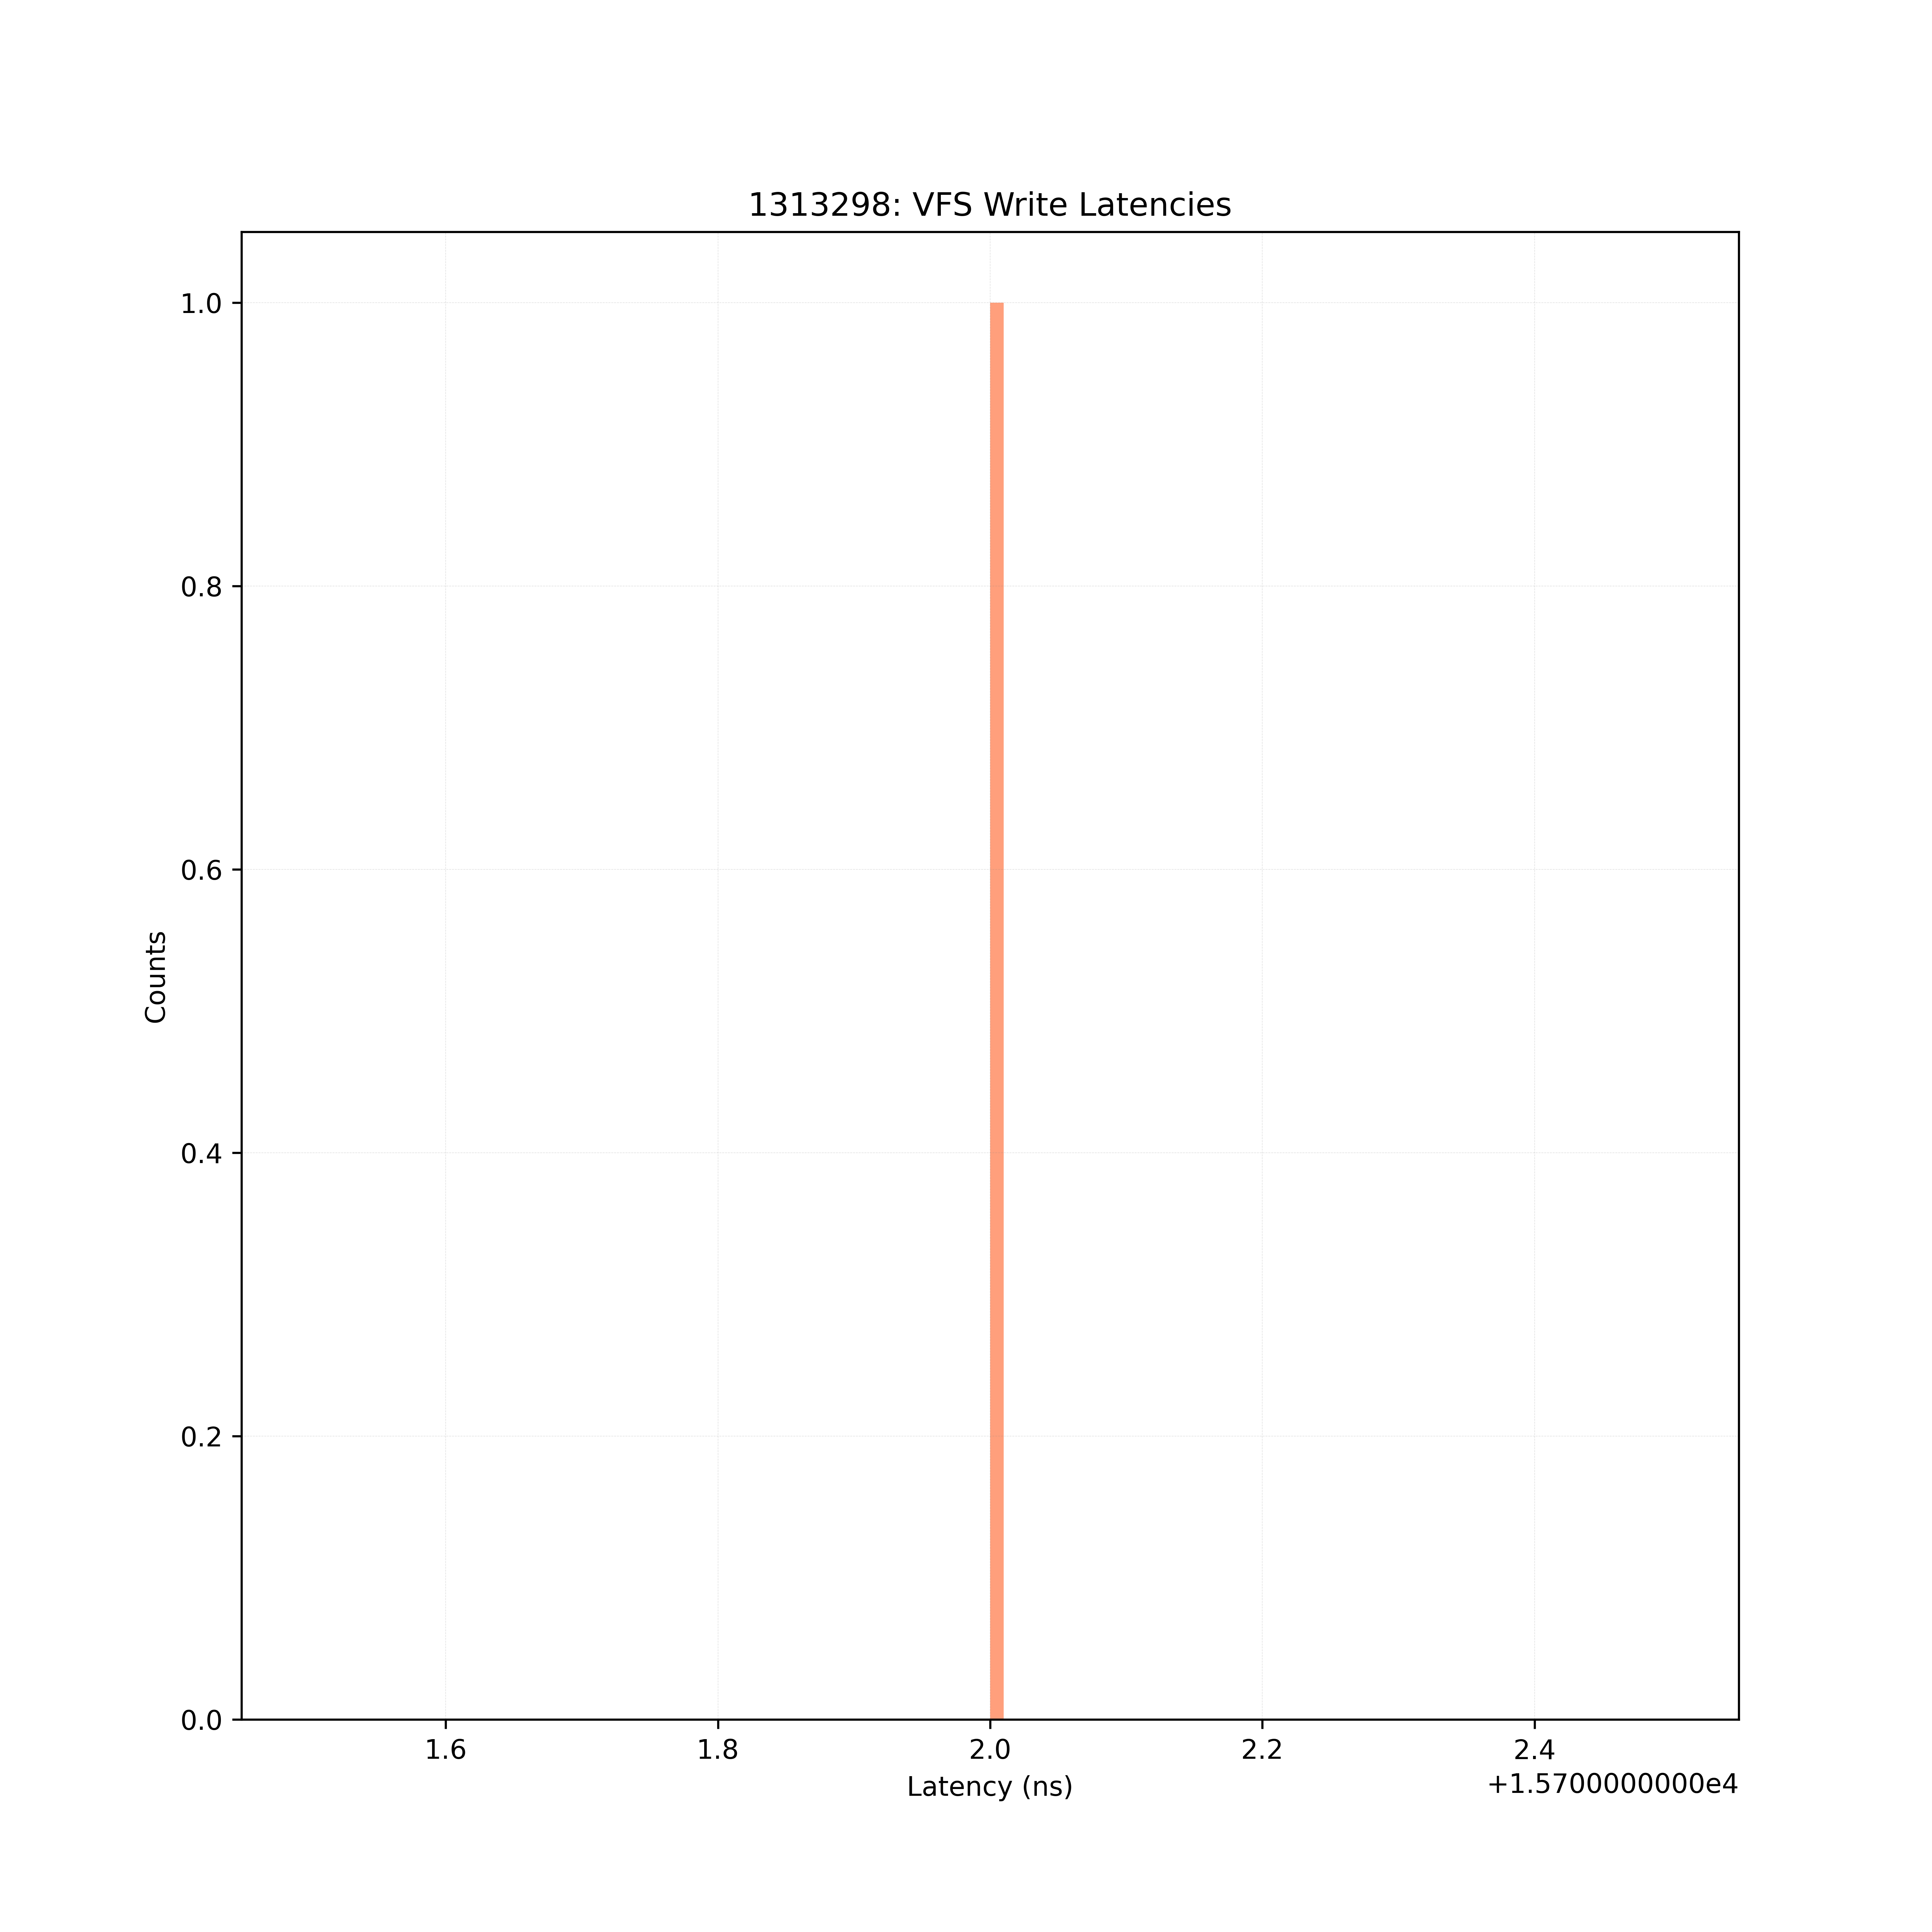 1313298: VFS Write Latencies
1.0
0.8
0.6
0.4
0.2
0.0
Counts
1.6 1.8 2.0 2.2 2.4
Latency (ns)
+1.5700000000e4